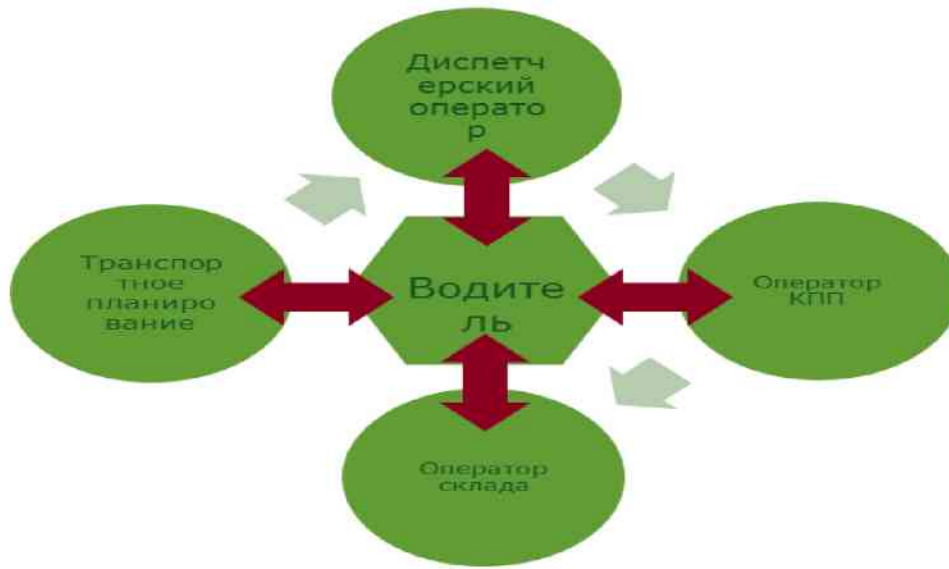 Диспетч
ерский
операто
р
Транспор
тное
планиро
вание
Водите
ль
Оператор
КПП
Оператор
склада